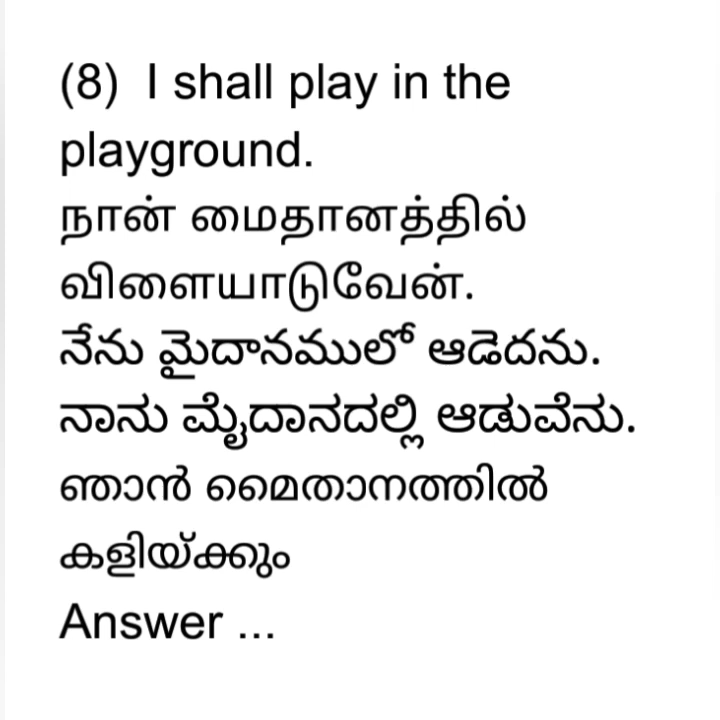 (8) I shall play in the
playground.
நான் மைதானத்தில்
விளையாடுவேன்.
నేను మైదానములో ఆడెదను.
ನಾನು ಮೈದಾನದಲ್ಲಿ ಆಡುವೆನು.
ഞാൻ മൈതാനത്തിൽ
കളിയ്ക്കും
Answer ...